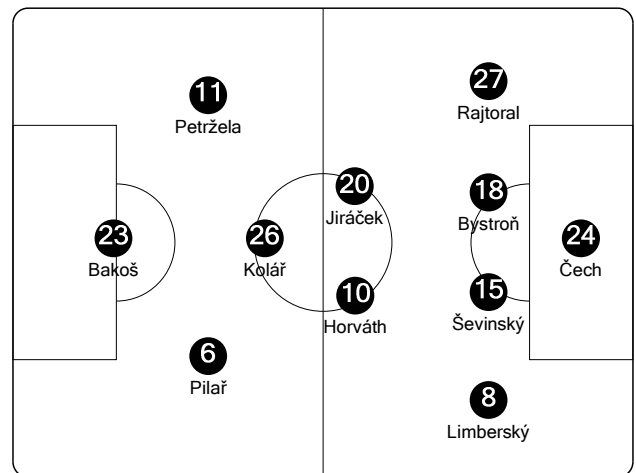 11
Petržela
27
Rajtoral
20
Jiráček
18
Bystroň
23
Bakoš
26
Kolář
24
Čech
10
Horváth
15
Ševinský
6
Pilař
8
Limberský